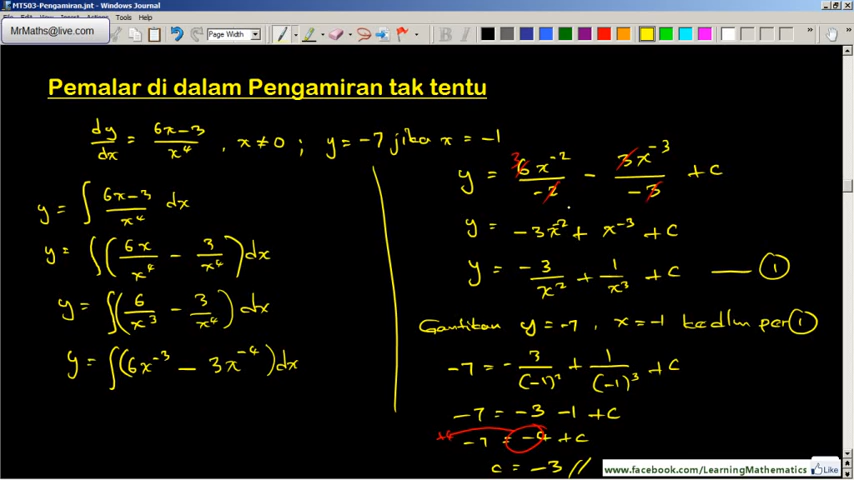 MT503-Pengamiran.jnt - Windows Journal
Tools Help
MrMaths@live.com
Page Width
Pemalar di dalam Pengamiran tak tentu
dy/dx = (6x-3)/x⁴ , x≠0 ; y = -7 jika x = -1
y = ∫ (6x-3)/x⁴ dx
y = ∫(6x/x⁴ - 3/x⁴)dx
y = ∫(6/x³ - 3/x⁴)dx
y = ∫(6x⁻³ - 3x⁻⁴)dx
y = 3 6x⁻²/-2 - 3x⁻³/-3 + c
y = -3x⁻² + x⁻³ + c
y = -3/x² + 1/x³ + c — ①
Gantikan y = -7 , x = -1 kedlm per ①
-7 = -3/(-1)² + 1/(-1)³ + c
-7 = -3 -1 + c
+4 -7 = -4 + c
c = -3 //
www.facebook.com/LearningMathematics Like